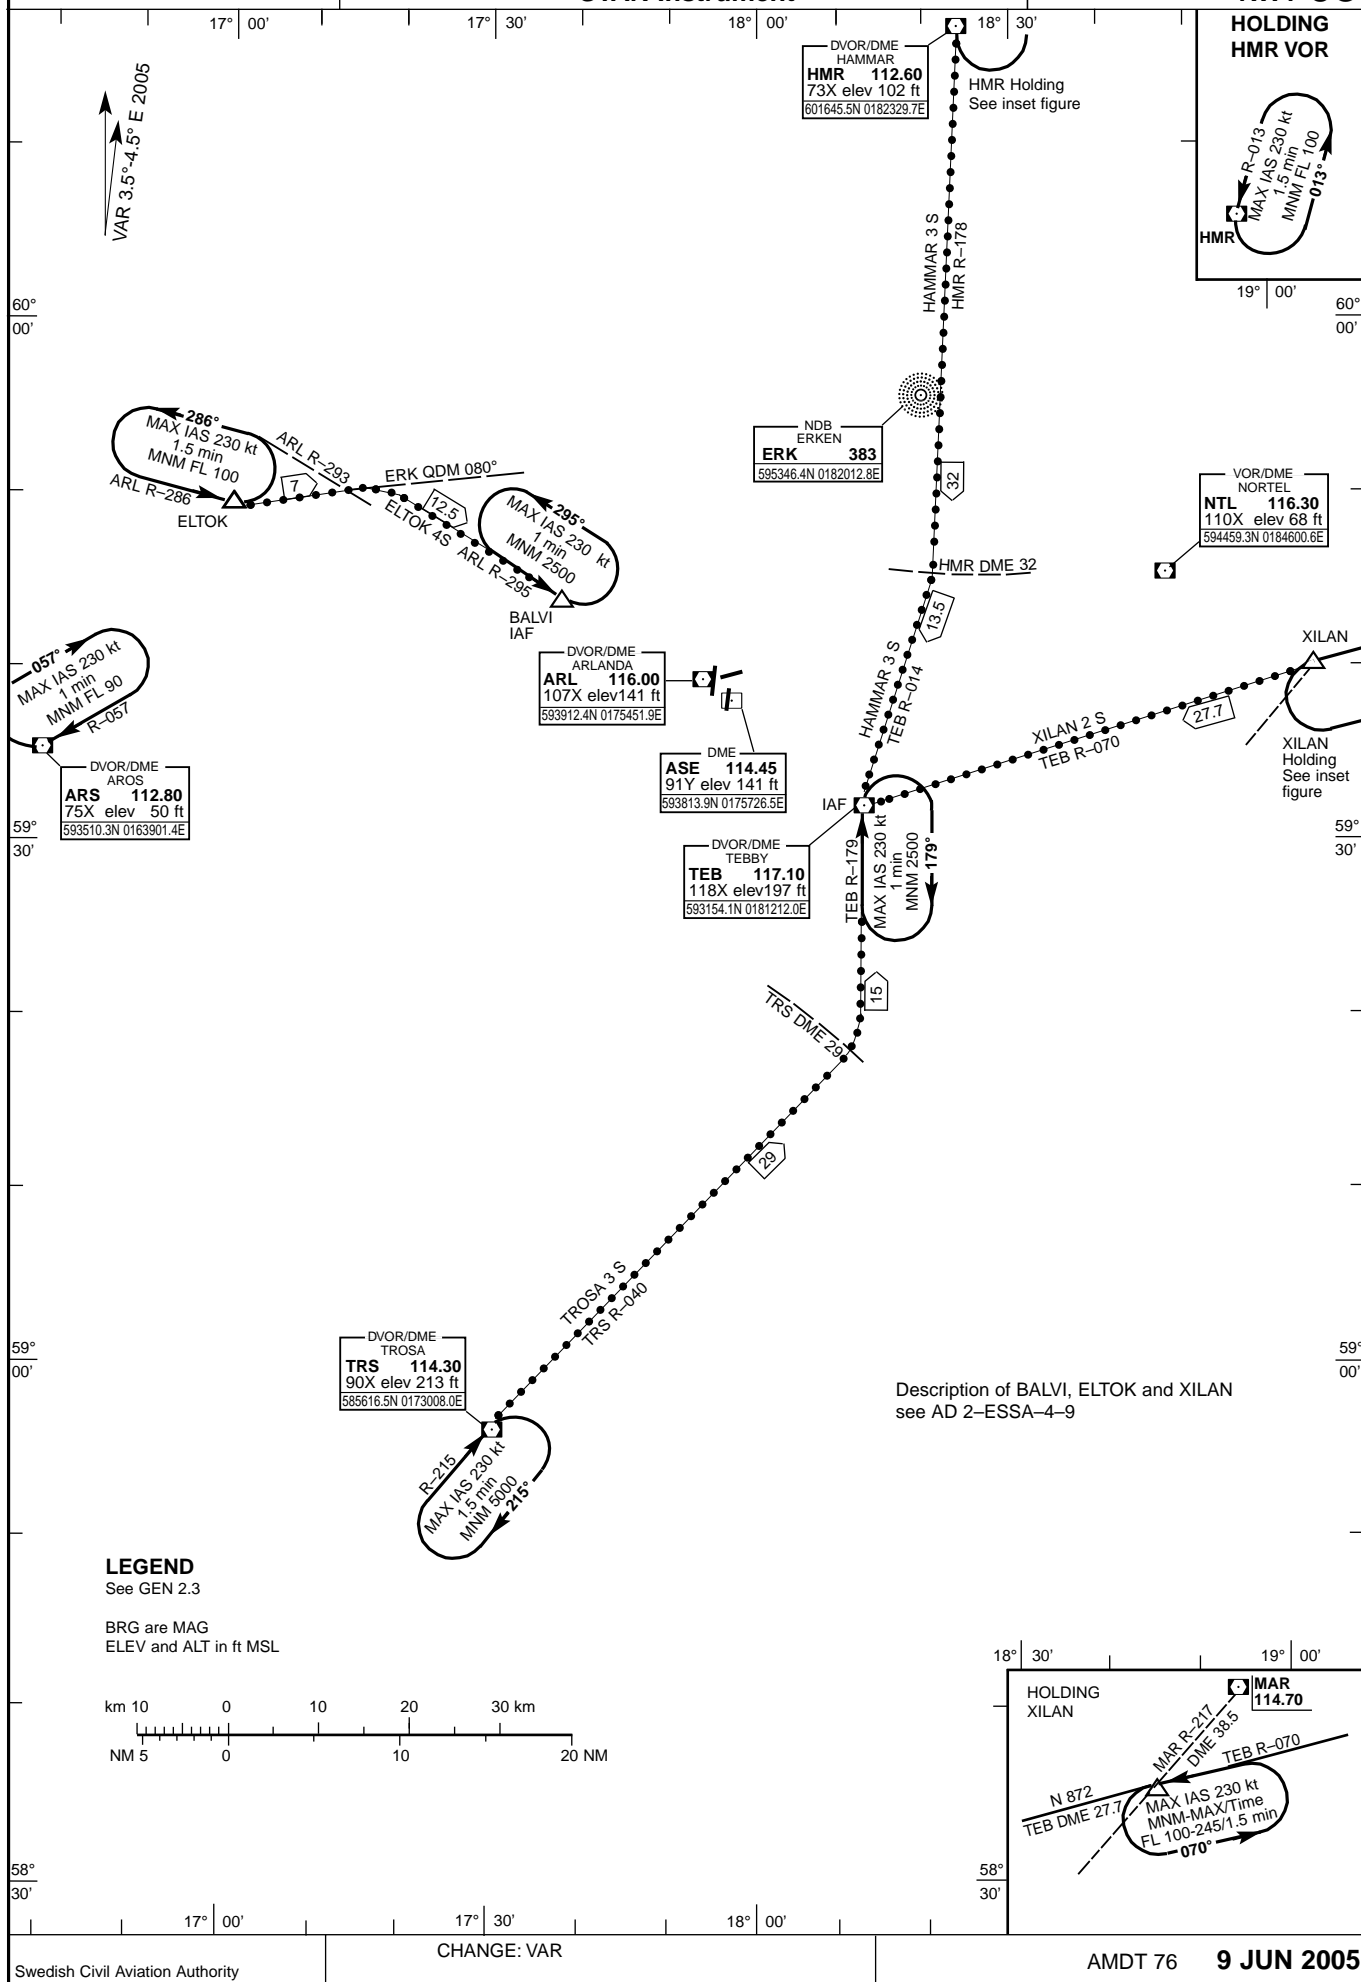 17° 00'
17° 30'
18° 00'
18° 30'
HOLDING
HMR VOR
R–013
MAX IAS 230 kt
1.5 min
MNM FL 100
013°
HMR
19° 00'
VAR 3.5°-4.5° E 2005
DVOR/DME
HAMMAR
HMR 112.60
73X elev 102 ft
601645.5N 0182329.7E
HMR Holding
See inset figure
HAMMAR 3 S
HMR R–178
60°
00'
60°
00'
286°
MAX IAS 230 kt
1.5 min
MNM FL 100
ARL R–286
ELTOK
7
ARL R–293
ERK QDM 080°
12.5
ELTOK 4S
ARL R–295
295°
MAX IAS 230 kt
1 min
MNM 2500
BALVI
IAF
NDB
ERKEN
ERK 383
595346.4N 0182012.8E
32
VOR/DME
NORTEL
NTL 116.30
110X elev 68 ft
594459.3N 0184600.6E
HMR DME 32
13.5
HAMMAR 3 S
TEB R–014
057°
MAX IAS 230 kt
1 min
MNM FL 90
R–057
DVOR/DME
AROS
ARS 112.80
75X elev 50 ft
593510.3N 0163901.4E
DVOR/DME
ARLANDA
ARL 116.00
107X elev141 ft
593912.4N 0175451.9E
DME
ASE 114.45
91Y elev 141 ft
593813.9N 0175726.5E
XILAN
27.7
XILAN 2 S
TEB R–070
XILAN
Holding
See inset
figure
59°
30'
59°
30'
IAF
DVOR/DME
TEBBY
TEB 117.10
118X elev197 ft
593154.1N 0181212.0E
TEB R–179
MAX IAS 230 kt
1 min
MNM 2500
179°
15
TRS DME 29
29
TROSA 3 S
TRS R–040
DVOR/DME
TROSA
TRS 114.30
90X elev 213 ft
585616.5N 0173008.0E
59°
00'
59°
00'
R–215
MAX IAS 230 kt
1.5 min
MNM 5000
215°
Description of BALVI, ELTOK and XILAN
see AD 2–ESSA–4–9
LEGEND
See GEN 2.3
BRG are MAG
ELEV and ALT in ft MSL
km 10 0 10 20 30 km
NM 5 0 10 20 NM
18° 30'
19° 00'
HOLDING
XILAN
MAR
114.70
MAR R–217
DME 38.5
TEB R–070
N 872
TEB DME 27.7
MAX IAS 230 kt
MNM-MAX/Time
FL 100-245/1.5 min
070°
58°
30'
58°
30'
17° 00'
17° 30'
18° 00'
CHANGE: VAR
Swedish Civil Aviation Authority
AMDT 76 9 JUN 2005